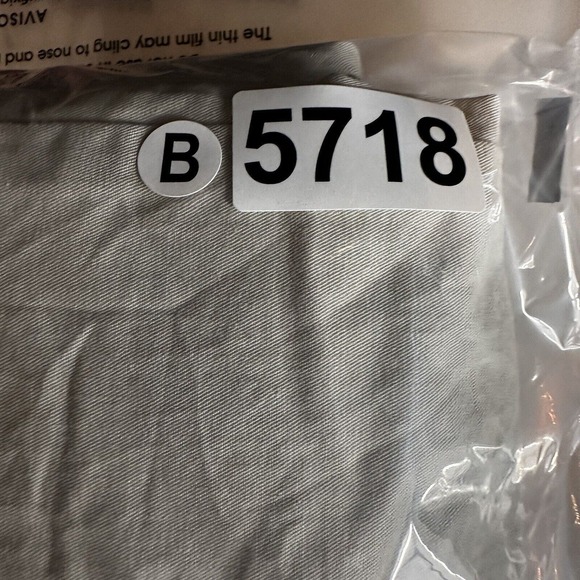 AVISO
The thin film may cling to nose and
B
5718